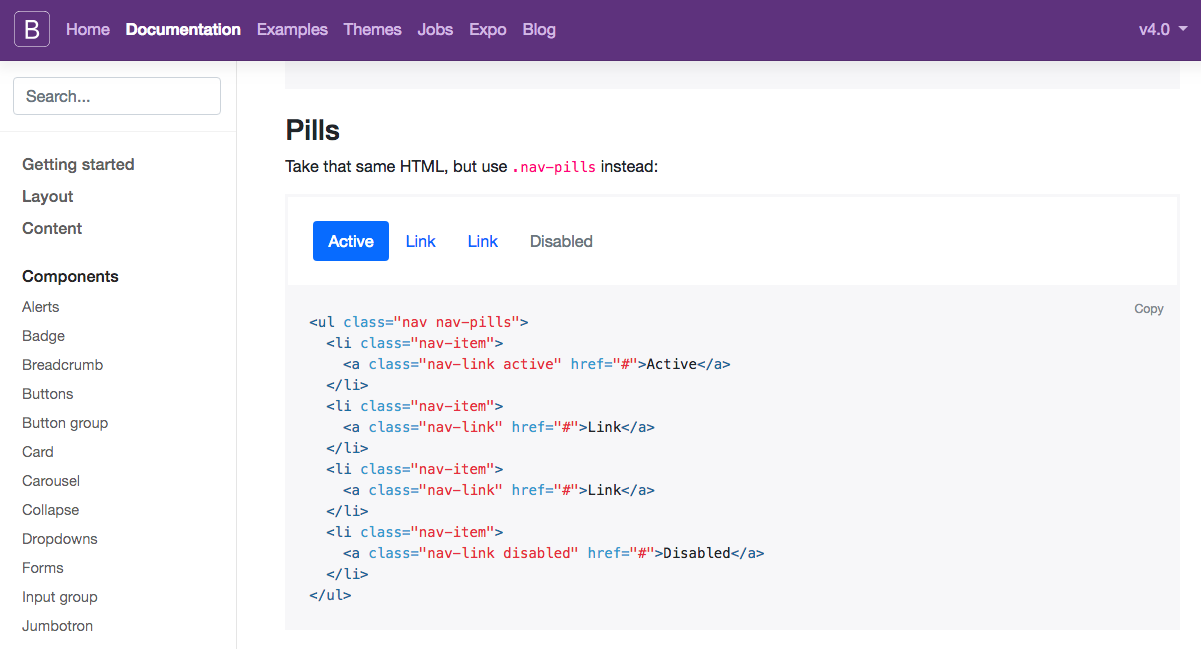 B Home Documentation Examples Themes Jobs Expo Blog v4.0
Search...
Getting started
Layout
Content
Components
Alerts
Badge
Breadcrumb
Buttons
Button group
Card
Carousel
Collapse
Dropdowns
Forms
Input group
Jumbotron
Pills
Take that same HTML, but use .nav-pills instead:
Active Link Link Disabled
Copy
<ul class="nav nav-pills">
  <li class="nav-item">
    <a class="nav-link active" href="#">Active</a>
  </li>
  <li class="nav-item">
    <a class="nav-link" href="#">Link</a>
  </li>
  <li class="nav-item">
    <a class="nav-link" href="#">Link</a>
  </li>
  <li class="nav-item">
    <a class="nav-link disabled" href="#">Disabled</a>
  </li>
</ul>